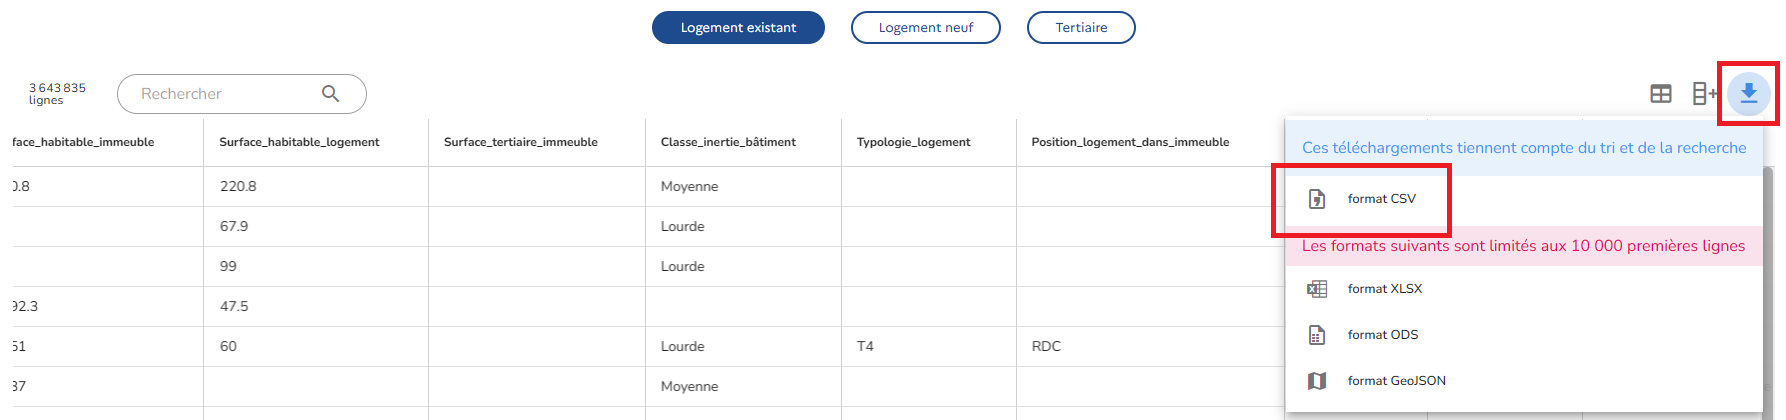 Logement existant
Logement neuf
Tertiaire
3 643 835
lignes
Rechercher
face_habitable_immeuble
Surface_habitable_logement
Surface_tertiaire_immeuble
Classe_inertie_bâtiment
Typologie_logement
Position_logement_dans_immeuble
0.8
220.8
Moyenne
67.9
Lourde
99
Lourde
92.3
47.5
51
60
Lourde
T4
RDC
37
Moyenne
Ces téléchargements tiennent compte du tri et de la recherche
format CSV
Les formats suivants sont limités aux 10 000 premières lignes
format XLSX
format ODS
format GeoJSON